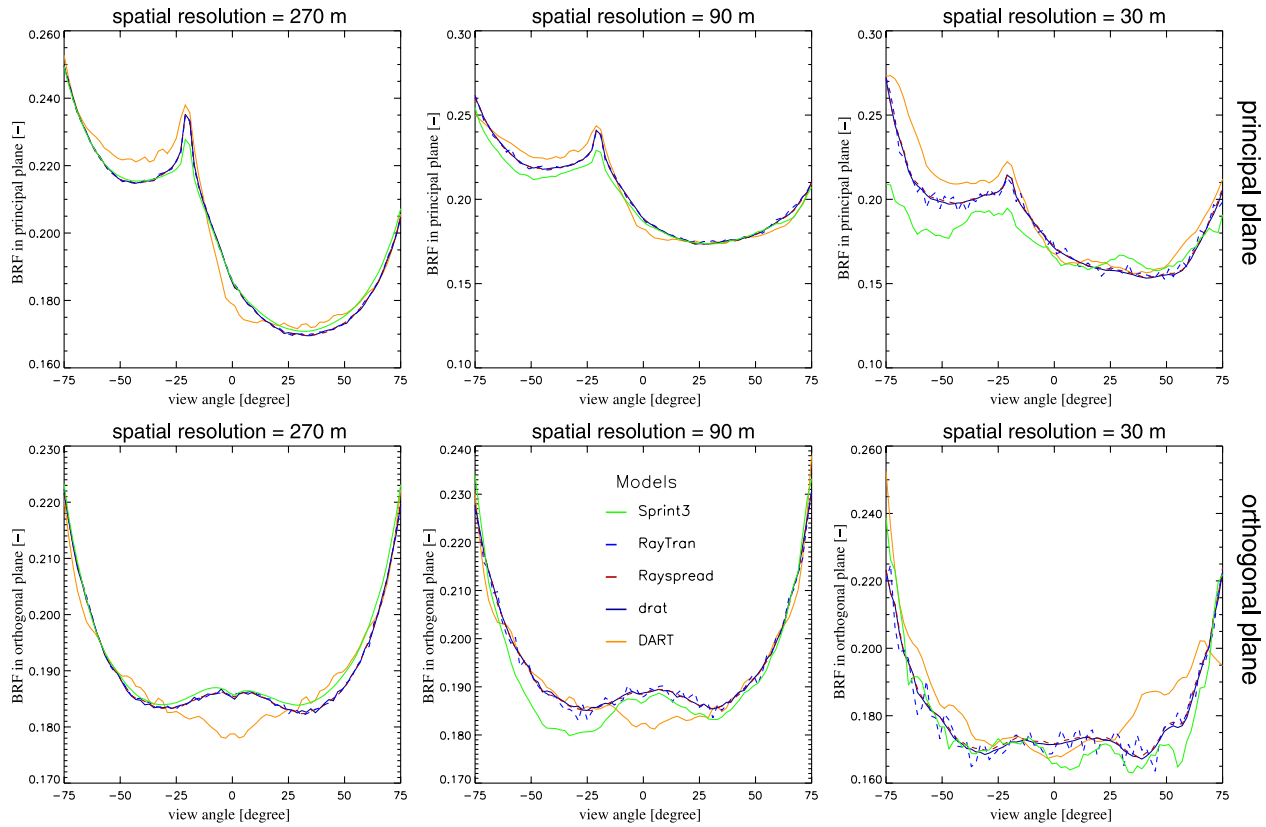 spatial resolution = 270 m
spatial resolution = 90 m
spatial resolution = 30 m
0.260
0.240
0.220
0.200
0.180
0.160
BRF in principal plane [−]
−75 −50 −25 0 25 50 75
view angle [degree]
0.30
0.25
0.20
0.15
0.10
BRF in principal plane [−]
−75 −50 −25 0 25 50 75
view angle [degree]
0.30
0.25
0.20
0.15
0.10
BRF in principal plane [−]
−75 −50 −25 0 25 50 75
view angle [degree]
principal plane
spatial resolution = 270 m
spatial resolution = 90 m
spatial resolution = 30 m
0.230
0.220
0.210
0.200
0.190
0.180
0.170
BRF in orthogonal plane [−]
−75 −50 −25 0 25 50 75
view angle [degree]
0.240
0.230
0.220
0.210
0.200
0.190
0.180
0.170
BRF in orthogonal plane [−]
Models
Sprint3
RayTran
Rayspread
drat
DART
−75 −50 −25 0 25 50 75
view angle [degree]
0.260
0.240
0.220
0.200
0.180
0.160
BRF in orthogonal plane [−]
−75 −50 −25 0 25 50 75
view angle [degree]
orthogonal plane